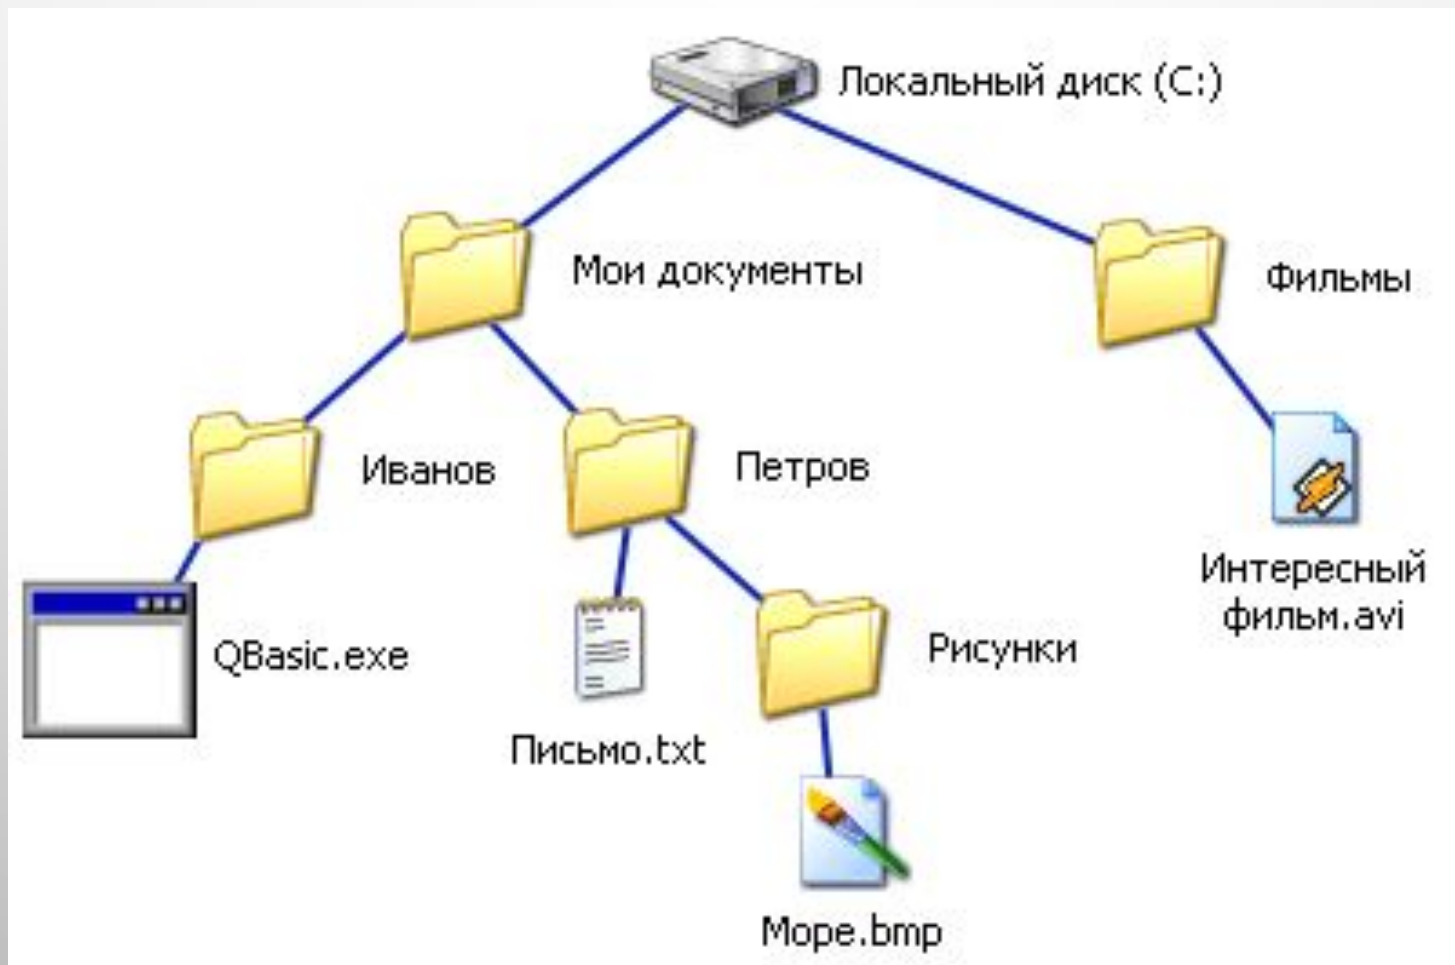 Локальный диск (C:)
Мои документы
Фильмы
Иванов
Петров
Интересный
фильм.avi
QBasic.exe
Рисунки
Письмо.txt
Море.bmp